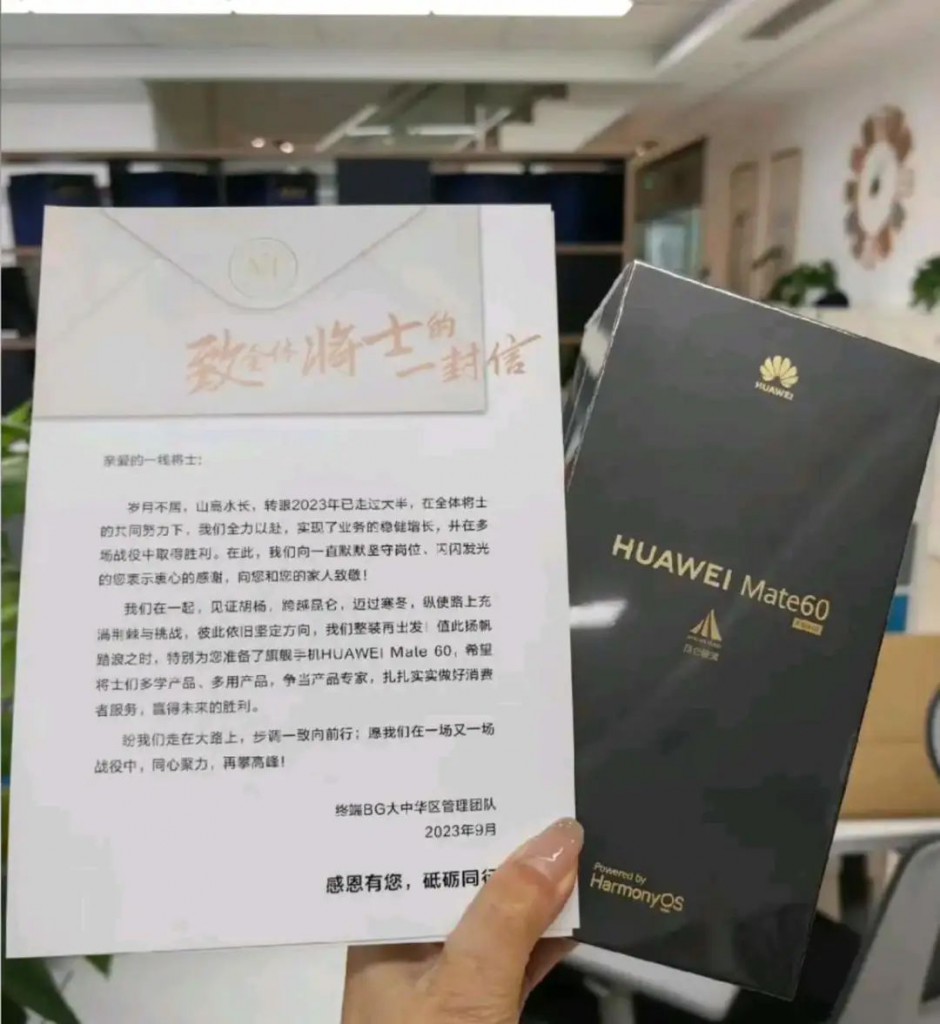 致全体将士的
一封信
亲爱的一线将士：
岁月不居，山高水长，转眼2023年已走过大半，在全体将士
的共同努力下，我们全力以赴，实现了业务的稳健增长，并在多
场战役中取得胜利。在此，我们向一直默默坚守岗位、闪闪发光
的您表示衷心的感谢，向您和您的家人致敬！
我们在一起，见证胡杨，跨越昆仑，迈过寒冬，纵使路上充
满荆棘与挑战，彼此依旧坚定方向，我们整装再出发！值此扬帆
踏浪之时，特别为您准备了旗舰手机HUAWEI Mate 60，希望
将士们多学产品、多用产品，争当产品专家，扎扎实实做好消费
者服务，赢得未来的胜利。
盼我们走在大路上，步调一致向前行；愿我们在一场又一场
战役中，同心聚力，再攀高峰！
终端BG大中华区管理团队
2023年9月
感恩有您，砥砺同行
HUAWEI
HUAWEI Mate60
Powered by
HarmonyOS